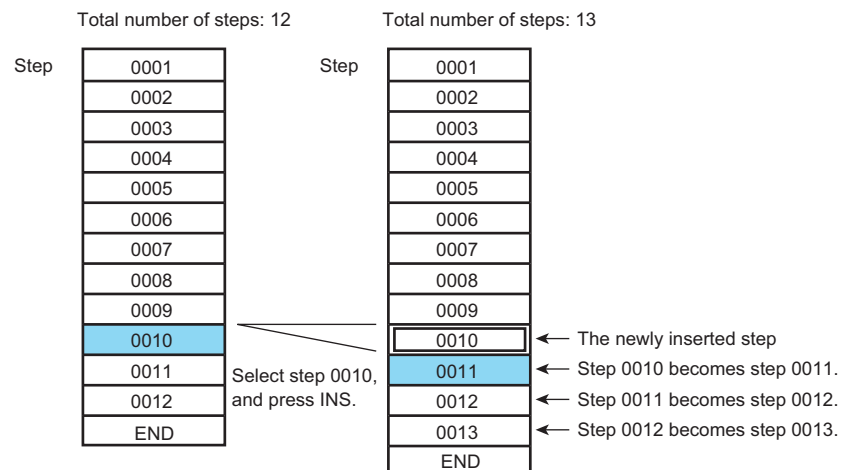 Total number of steps: 12
Step
0001
0002
0003
0004
0005
0006
0007
0008
0009
0010
0011
0012
END
Select step 0010,
and press INS.
Total number of steps: 13
Step
0001
0002
0003
0004
0005
0006
0007
0008
0009
0010
0011
0012
0013
END
The newly inserted step
Step 0010 becomes step 0011.
Step 0011 becomes step 0012.
Step 0012 becomes step 0013.